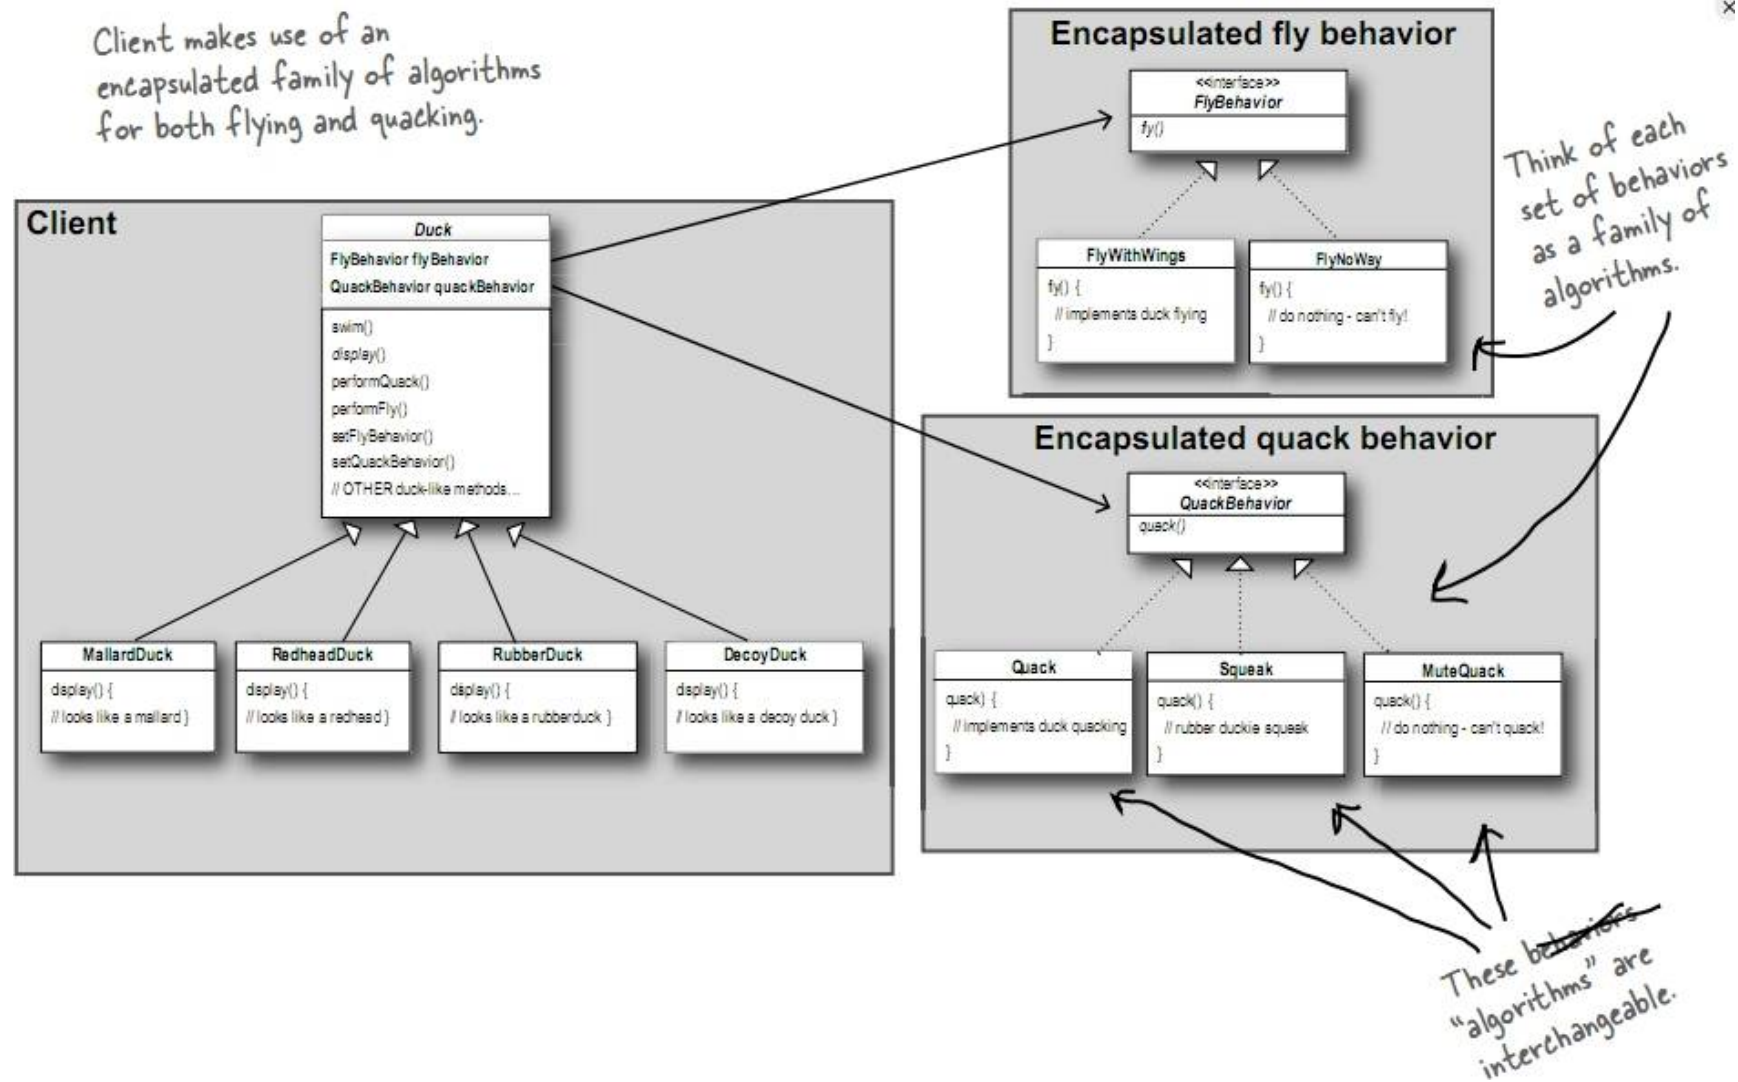 Client makes use of an
encapsulated family of algorithms
for both flying and quacking.
Encapsulated fly behavior
<<interface>>
FlyBehavior
fly()
FlyWithWings
fly() {
// implements duck flying
}
FlyNoWay
fly() {
// do nothing - can't fly!
}
Think of each
set of behaviors
as a family of
algorithms.
Client
Duck
FlyBehavior flyBehavior
QuackBehavior quackBehavior
swim()
display()
performQuack()
performFly()
setFlyBehavior()
setQuackBehavior()
// OTHER duck-like methods...
MallardDuck
display() {
// looks like a mallard }
RedheadDuck
display() {
// looks like a redhead }
RubberDuck
display() {
// looks like a rubberduck }
DecoyDuck
display() {
// looks like a decoy duck }
Encapsulated quack behavior
<<interface>>
QuackBehavior
quack()
Quack
quack) {
// implements duck quacking
}
Squeak
quack() {
// rubber duckie squeak
}
MuteQuack
quack() {
// do nothing - can't quack!
}
These behaviors
"algorithms" are
interchangeable.